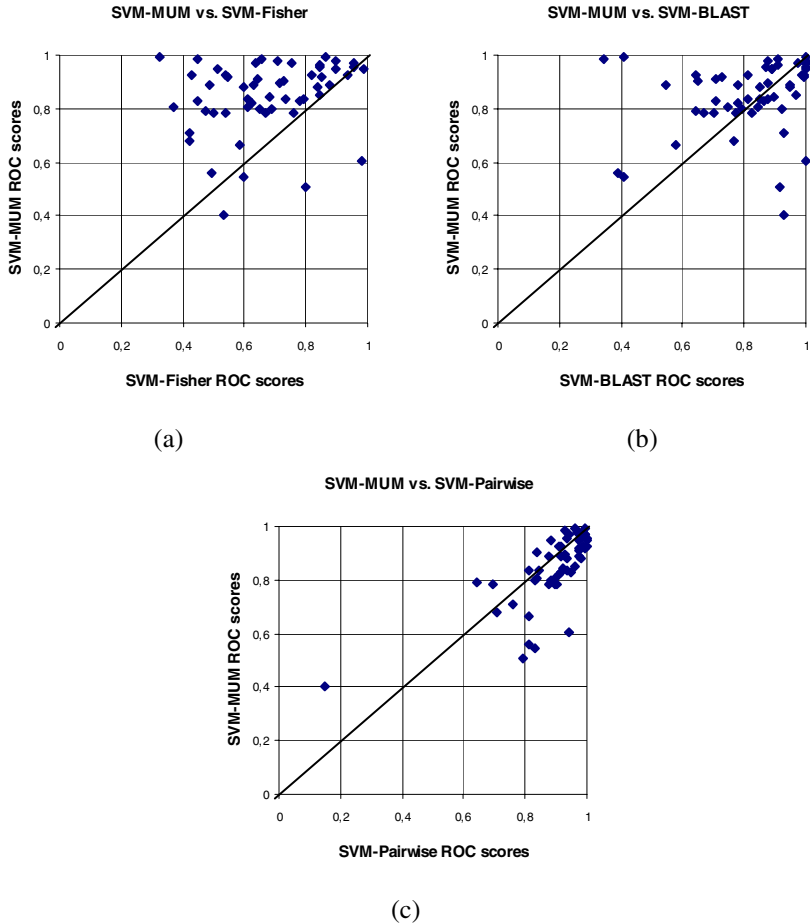 SVM-MUM vs. SVM-Fisher
1
0,8
0,6
0,4
0,2
0
0 0,2 0,4 0,6 0,8 1
SVM-MUM ROC scores
SVM-Fisher ROC scores
(a)
SVM-MUM vs. SVM-BLAST
1
0,8
0,6
0,4
0,2
0
0 0,2 0,4 0,6 0,8 1
SVM-MUM ROC scores
SVM-BLAST ROC scores
(b)
SVM-MUM vs. SVM-Pairwise
1
0,8
0,6
0,4
0,2
0
0 0,2 0,4 0,6 0,8 1
SVM-MUM ROC scores
SVM-Pairwise ROC scores
(c)